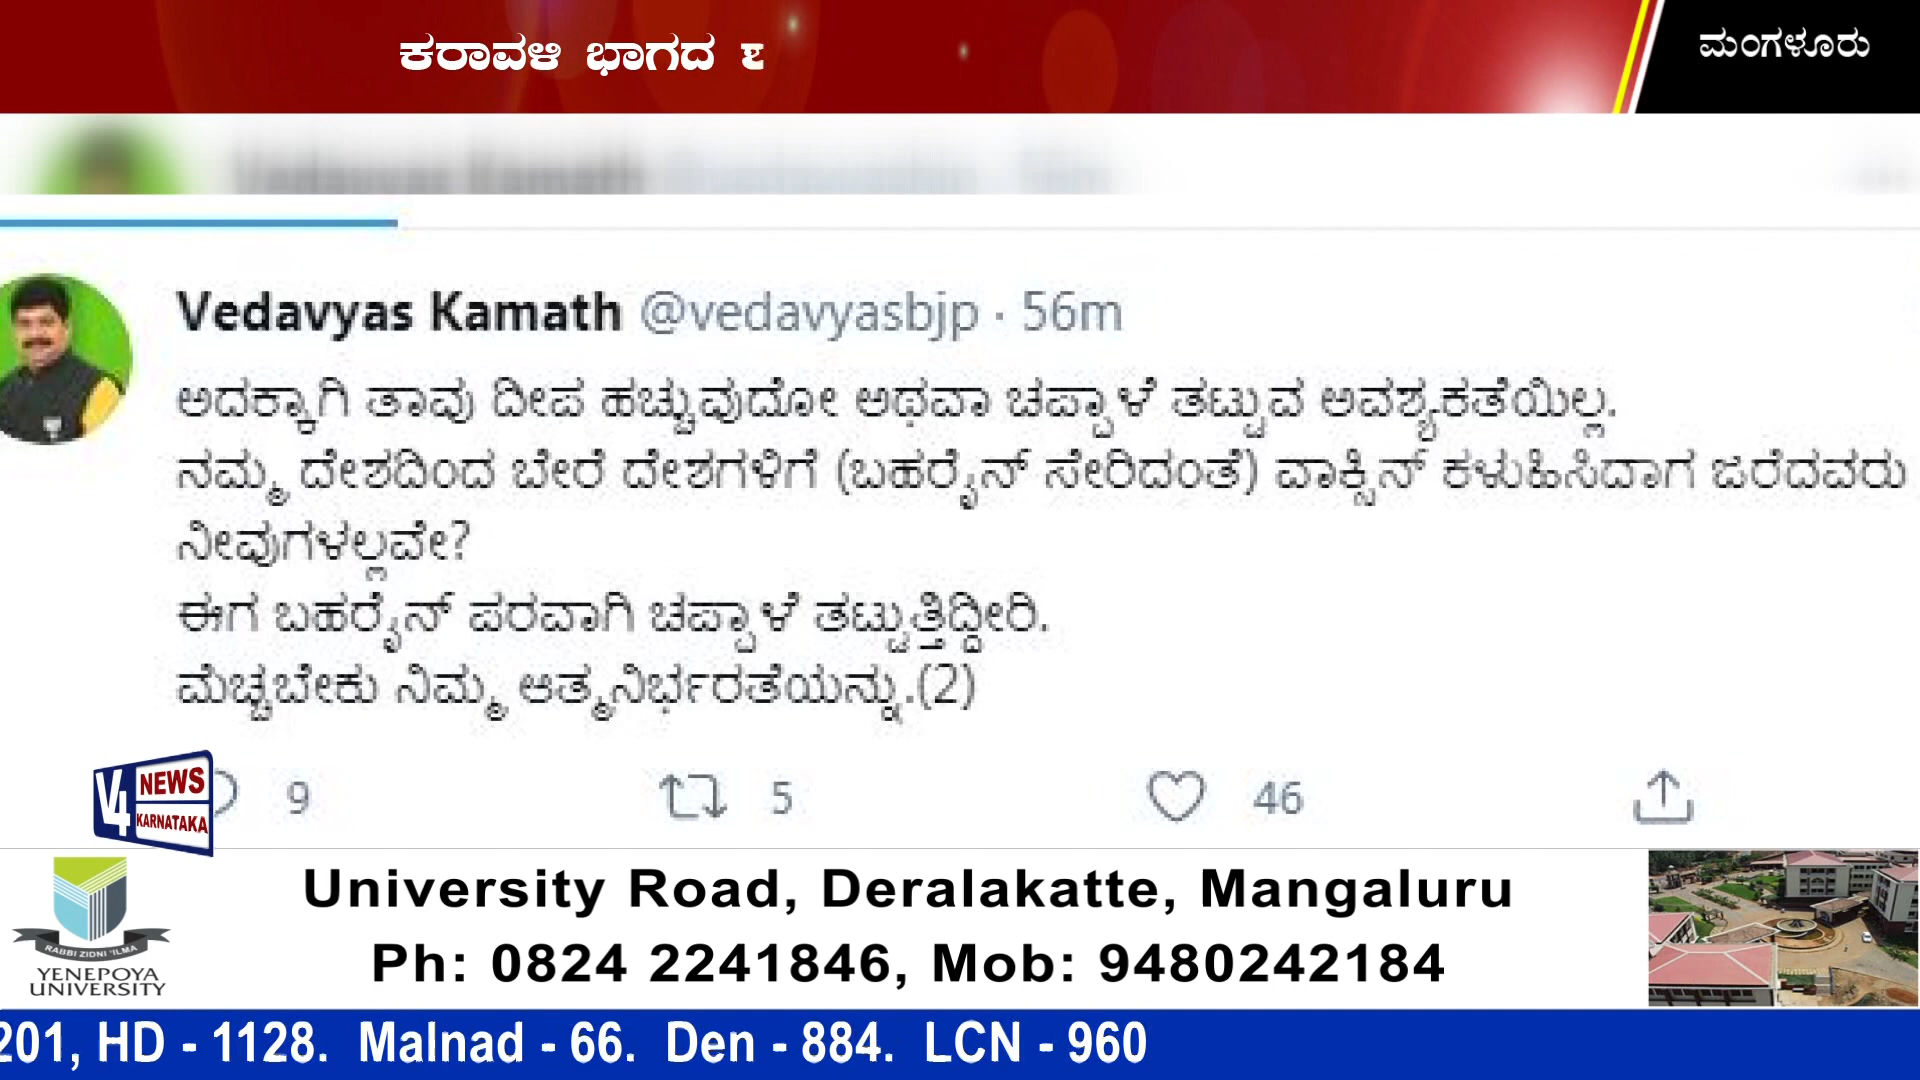 ಕರಾವಳಿ ಭಾಗದ
ಮಂಗಳೂರು
Vedavyas Kamath @vedavyasbjp · 56m
ಅದಕ್ಕಾಗಿ ತಾವು ದೀಪ ಹಚ್ಚುವುದೋ ಅಥವಾ ಚಪ್ಪಾಳೆ ತಟ್ಟುವ ಅವಶ್ಯಕತೆಯಿಲ್ಲ.
ನಮ್ಮ ದೇಶದಿಂದ ಬೇರೆ ದೇಶಗಳಿಗೆ (ಬಹರೈನ್ ಸೇರಿದಂತೆ) ವಾಕ್ಸಿನ್ ಕಳುಹಿಸಿದಾಗ ಜರೆದವರು
ನೀವುಗಳಲ್ಲವೇ?
ಈಗ ಬಹರೈನ್ ಪರವಾಗಿ ಚಪ್ಪಾಳೆ ತಟ್ಟುತ್ತಿದ್ದೀರಿ.
ಮೆಚ್ಚಬೇಕು ನಿಮ್ಮ ಆತ್ಮನಿರ್ಭರತೆಯನ್ನು.(2)
9 5 46
V4 NEWS KARNATAKA
University Road, Deralakatte, Mangaluru
Ph: 0824 2241846, Mob: 9480242184
RABBI ZIDNI 'ILMA
YENEPOYA
UNIVERSITY
201, HD - 1128. Malnad - 66. Den - 884. LCN - 960